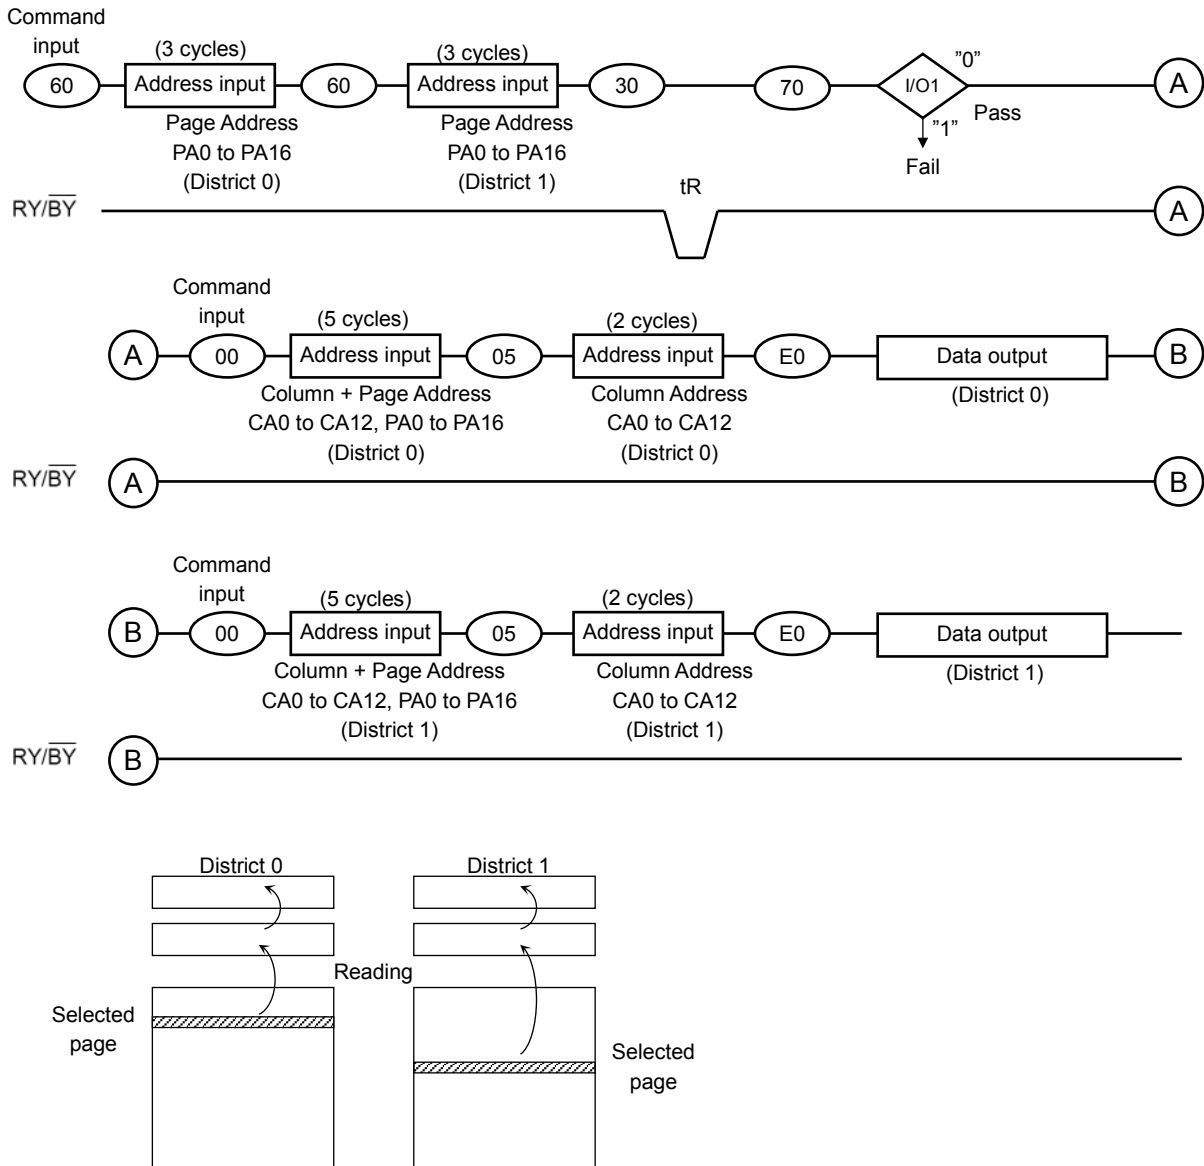 Command
input
(3 cycles)
(3 cycles)
60
Address input
60
Address input
30
70
I/O1
"0"
A
Pass
"1"
Fail
Page Address
PA0 to PA16
(District 0)
Page Address
PA0 to PA16
(District 1)
tR
RY/B̅Y̅
A
Command
input
(5 cycles)
(2 cycles)
A
00
Address input
05
Address input
E0
Data output
B
Column + Page Address
CA0 to CA12, PA0 to PA16
(District 0)
Column Address
CA0 to CA12
(District 0)
(District 0)
RY/B̅Y̅
A
B
Command
input
(5 cycles)
(2 cycles)
B
00
Address input
05
Address input
E0
Data output
Column + Page Address
CA0 to CA12, PA0 to PA16
(District 1)
Column Address
CA0 to CA12
(District 1)
(District 1)
RY/B̅Y̅
B
District 0
District 1
Reading
Selected
page
Selected
page